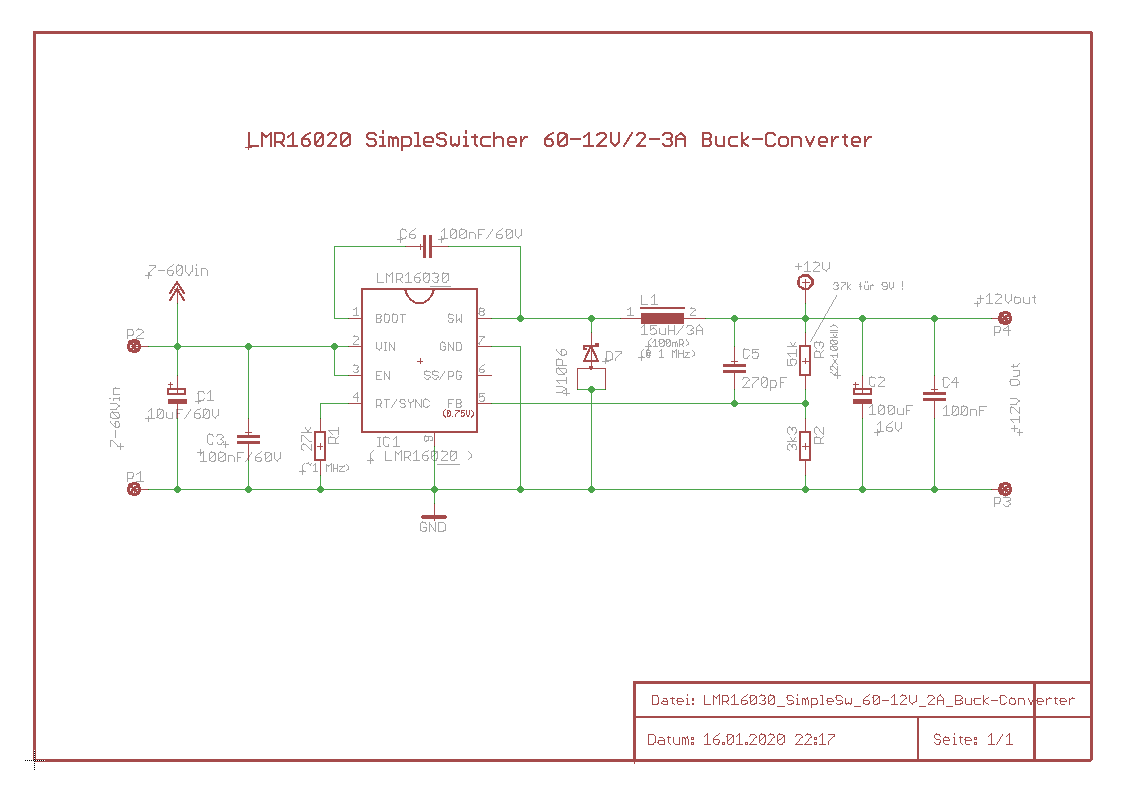 LMR16020 SimpleSwitcher 60-12V/2-3A Buck-Converter
C6 100nF/60V
7-60Vin
LMR16030
+12V
37k für 9V !
+12Vout
P2
P4
1 BOOT SW 8
2 VIN GND 7
3 EN SS/PG 6
4 RT/SYNC FB 5
(0.75V)
9
L1
1 2
15uH/3A
(100mR)
(@ 1 MHz)
V10P6
D7
C5
270pF
51k
R3
(2x100k||)
C1
10uF/60V
C2
100uF
16V
C4
100nF
7-60Vin
+12V Out
C3
100nF/60V
27k
R1
(~1 MHz)
IC1
( LMR16020 )
3k3
R2
P1
P3
GND
Datei: LMR16030_SimpleSw_60-12V_2A_Buck-Converter
Datum: 16.01.2020 22:17
Seite: 1/1